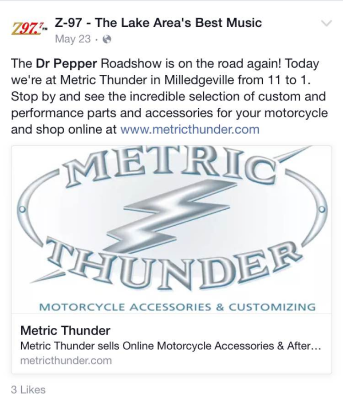 Z97.7 FM
Z-97 - The Lake Area's Best Music
May 23 ·
The Dr Pepper Roadshow is on the road again! Today
we're at Metric Thunder in Milledgeville from 11 to 1.
Stop by and see the incredible selection of custom and
performance parts and accessories for your motorcycle
and shop online at www.metricthunder.com
METRIC
THUNDER
MOTORCYCLE ACCESSORIES & CUSTOMIZING
Metric Thunder
Metric Thunder sells Online Motorcycle Accessories & After...
metricthunder.com
3 Likes